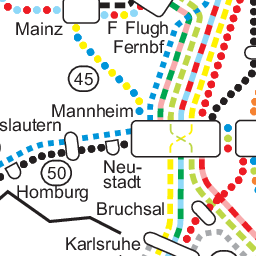 Mainz
F Flugh
Fernbf
45
Mannheim
slautern
50
Neu-
stadt
Homburg
Bruchsal
Karlsruhe